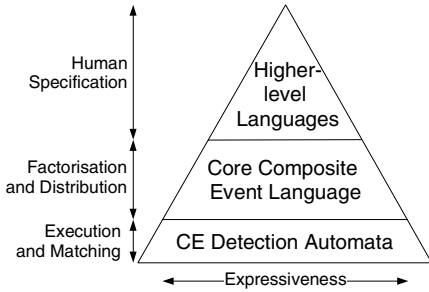 Human
Specification
Higher-
level
Languages
Factorisation
and Distribution
Core Composite
Event Language
Execution
and Matching
CE Detection Automata
Expressiveness